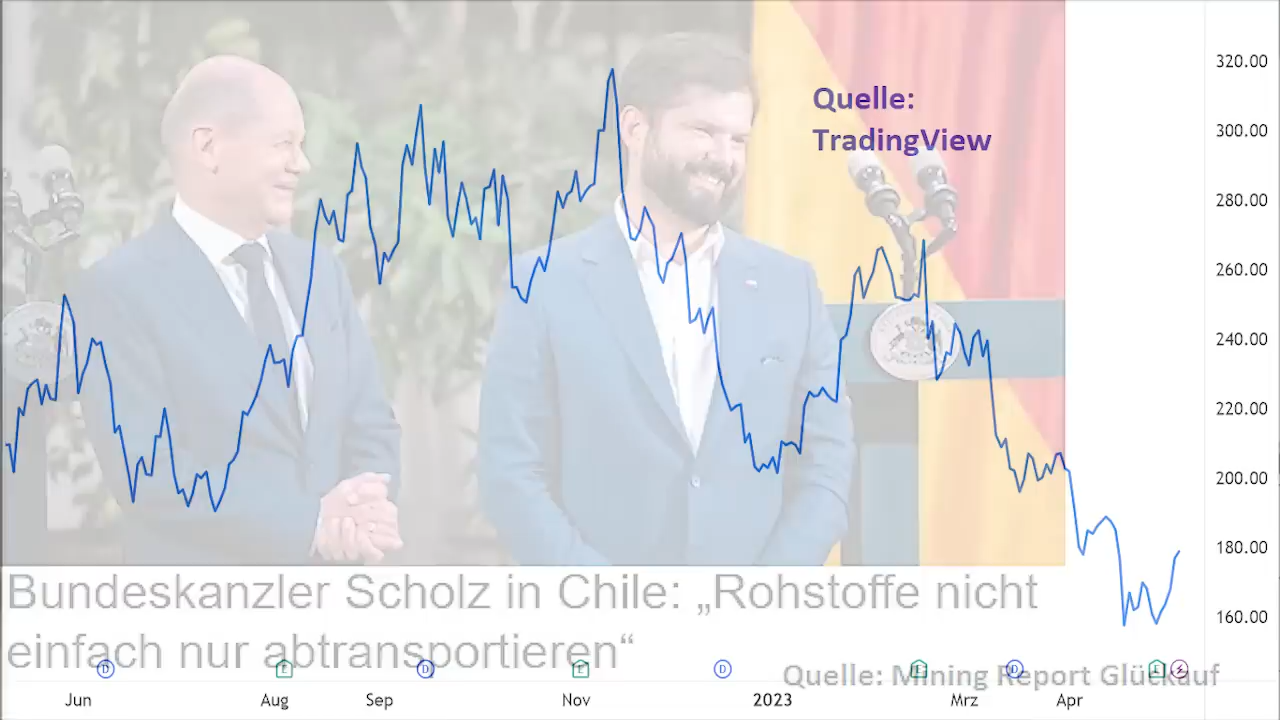 Quelle:
TradingView
320.00
300.00
280.00
260.00
240.00
220.00
200.00
180.00
160.00
Bundeskanzler Scholz in Chile: „Rohstoffe nicht
einfach nur abtransportieren“
D E D E D E D E
Quelle: Mining Report Glückauf
Jun Aug Sep Nov 2023 Mrz Apr